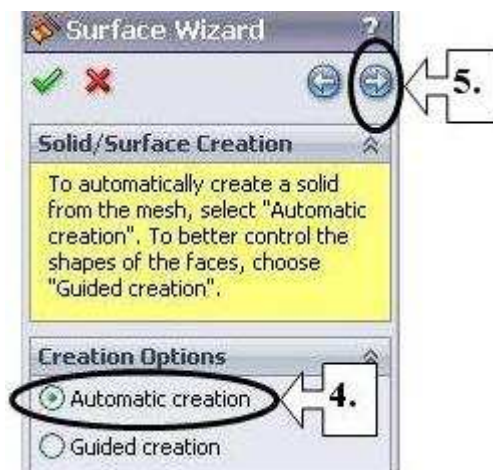 Surface Wizard ?
5.
Solid/Surface Creation
To automatically create a solid
from the mesh, select "Automatic
creation". To better control the
shapes of the faces, choose
"Guided creation".
Creation Options
Automatic creation
4.
Guided creation